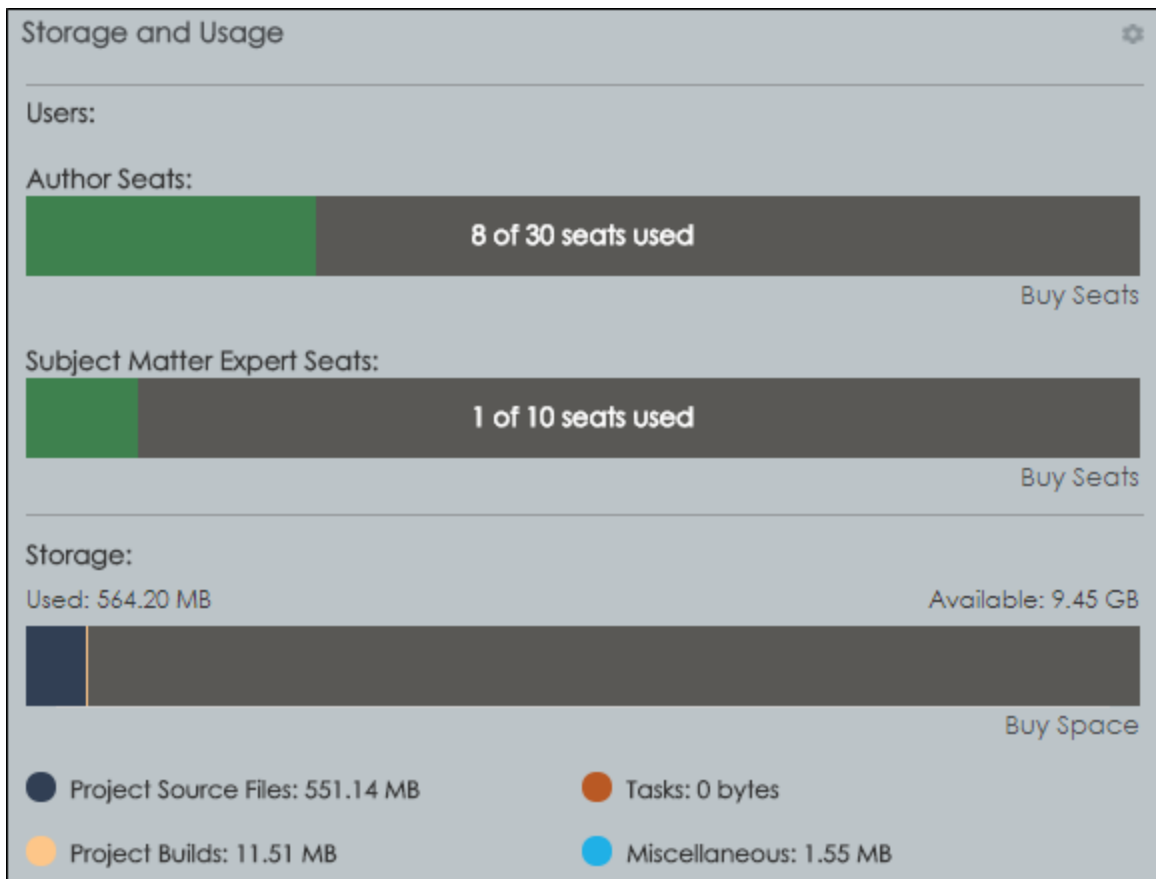 Storage and Usage
Users:
Author Seats:
8 of 30 seats used
Buy Seats
Subject Matter Expert Seats:
1 of 10 seats used
Buy Seats
Storage:
Used: 564.20 MB
Available: 9.45 GB
Buy Space
Project Source Files: 551.14 MB
Tasks: 0 bytes
Project Builds: 11.51 MB
Miscellaneous: 1.55 MB